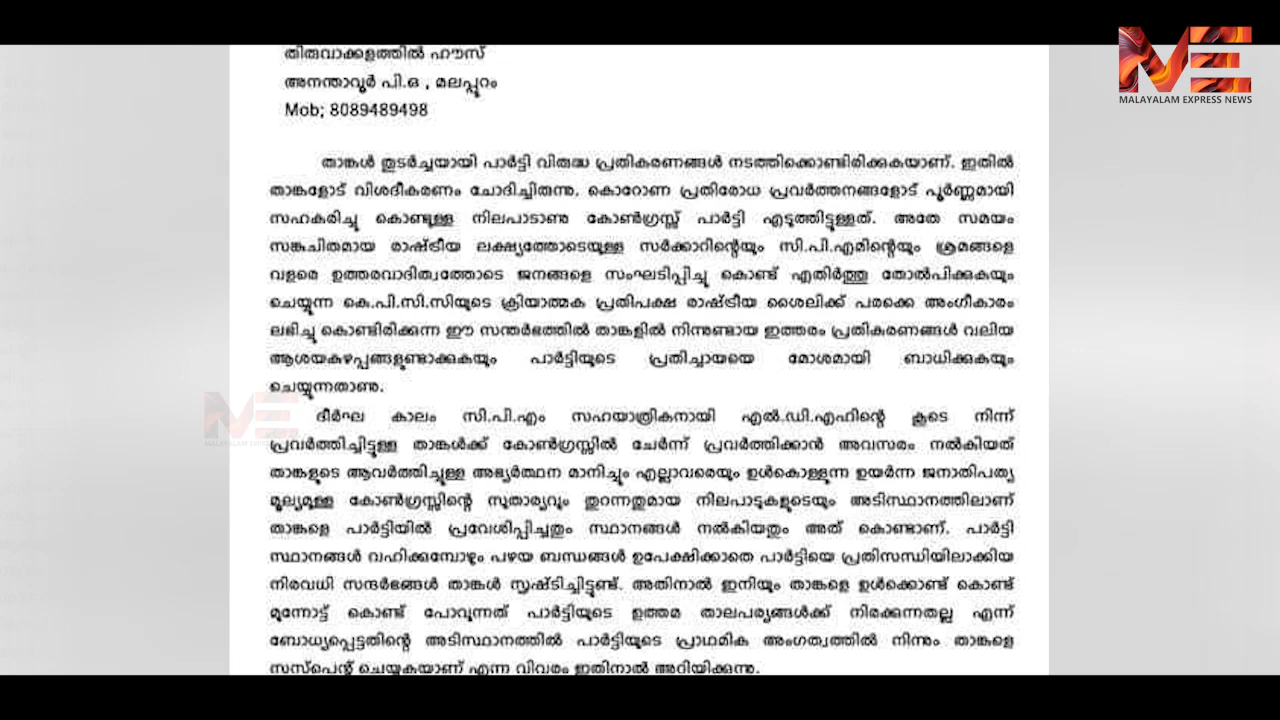 തിരുവാക്കളത്തിൽ ഹൗസ്
അനന്താവൂർ പി.ഒ , മലപ്പുറം
Mob; 8089489498
താങ്കൾ തുടർച്ചയായി പാർട്ടി വിരുദ്ധ പ്രതികരണങ്ങൾ നടത്തിക്കൊണ്ടിരിക്കുകയാണ്. ഇതിൽ
താങ്കളോട് വിശദീകരണം ചോദിച്ചിരുന്നു. കൊറോണ പ്രതിരോധ പ്രവർത്തനങ്ങളോട് പൂർണ്ണമായി
സഹകരിച്ചു കൊണ്ടുള്ള നിലപാടാണു കോൺഗ്രസ്സ് പാർട്ടി എടുത്തിട്ടുള്ളത്. അതേ സമയം
സങ്കുചിതമായ രാഷ്ട്രീയ ലക്ഷ്യത്തോടെയുള്ള സർക്കാറിന്റെയും സി.പി.എമിന്റെയും ശ്രമങ്ങളെ
വളരെ ഉത്തരവാദിത്വത്തോടെ ജനങ്ങളെ സംഘടിപ്പിച്ചു കൊണ്ട് എതിർത്തു തോൽപിക്കുകയും
ചെയ്യുന്ന കെ.പി.സി.സിയുടെ ക്രിയാത്മക പ്രതിപക്ഷ രാഷ്ട്രീയ ശൈലിക്ക് പരക്കെ അംഗീകാരം
ലഭിച്ചു കൊണ്ടിരിക്കുന്ന ഈ സന്തർഭത്തിൽ താങ്കളിൽ നിന്നുണ്ടായ ഇത്തരം പ്രതികരണങ്ങൾ വലിയ
ആശയകുഴപ്പങ്ങളുണ്ടാക്കുകയും പാർട്ടിയുടെ പ്രതിച്ചായയെ മോശമായി ബാധിക്കുകയും
ചെയ്യുന്നതാണു.
ദീർഘ കാലം സി.പി.എം സഹയാത്രികനായി എൽ.ഡി.എഫിന്റെ കൂടെ നിന്ന്
പ്രവർത്തിച്ചിട്ടുള്ള താങ്കൾക്ക് കോൺഗ്രസ്സിൽ ചേർന്ന് പ്രവർത്തിക്കാൻ അവസരം നൽകിയത്
താങ്കളുടെ ആവർത്തിച്ചുള്ള അഭ്യർത്ഥന മാനിച്ചും എല്ലാവരെയും ഉൾകൊള്ളുന്ന ഉയർന്ന ജനാതിപത്യ
മൂല്യമുള്ള കോൺഗ്രസ്സിന്റെ സുതാര്യവും തുറന്നതുമായ നിലപാടുകളുടെയും അടിസ്ഥാനത്തിലാണ്
താങ്കളെ പാർട്ടിയിൽ പ്രവേശിപ്പിച്ചതും സ്ഥാനങ്ങൾ നൽകിയതും അത് കൊണ്ടാണ്. പാർട്ടി
സ്ഥാനങ്ങൾ വഹിക്കുമ്പോഴും പഴയ ബന്ധങ്ങൾ ഉപേക്ഷിക്കാതെ പാർട്ടിയെ പ്രതിസന്ധിയിലാക്കിയ
നിരവധി സന്ദർഭങ്ങൾ താങ്കൾ സൃഷ്ടിച്ചിട്ടുണ്ട്. അതിനാൽ ഇനിയും താങ്കളെ ഉൾക്കൊണ്ട് കൊണ്ട്
മുന്നോട്ട് കൊണ്ട് പോവുന്നത് പാർട്ടിയുടെ ഉത്തമ താലപര്യങ്ങൾക്ക് നിരക്കുന്നതല്ല എന്ന്
ബോധ്യപ്പെട്ടതിന്റെ അടിസ്ഥാനത്തിൽ പാർട്ടിയുടെ പ്രാഥമിക അംഗത്വത്തിൽ നിന്നും താങ്കളെ
സസ്പെന്റ് ചെയ്യുകയാണ് എന്ന വിവരം ഇതിനാൽ അറിയിക്കുന്നു.
ME
MALAYALAM EXPRESS NEWS